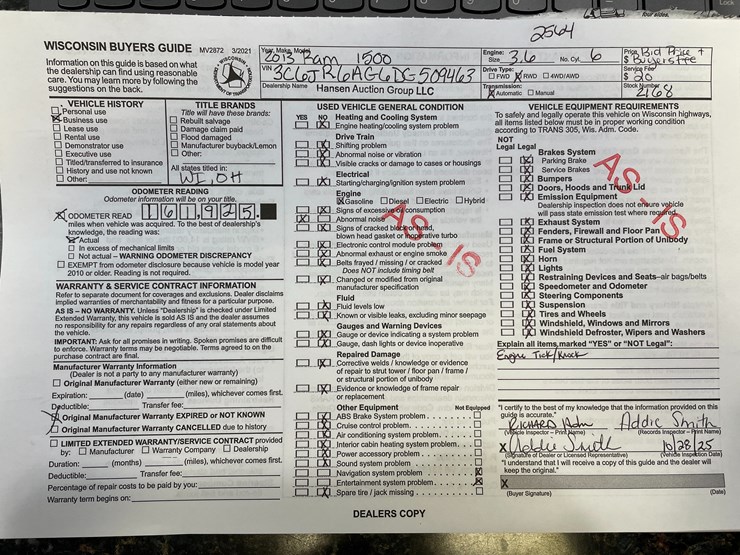 2564
WISCONSIN BUYERS GUIDE MV2872 3/2021
Information on this guide is based on what
the dealership can find using reasonable
care. You may learn more by following the
suggestions on the back.
Year, Make, Model
2013 Ram 1500
VIN 3C6JR6AG6DG509463
Dealership Name Hansen Auction Group LLC
Engine:
Size 3.6 No. Cyl. 6
Drive Type:
FWD X RWD 4WD/AWD
Transmission:
X Automatic Manual
Price Bid Price +
$ Buyers Fee
Service Fee
$ 20
Stock Number
2168
VEHICLE HISTORY
Personal use
X Business use
Lease use
Rental use
Demonstrator use
Executive use
Titled/transferred to insurance
History and use not known
Other:
TITLE BRANDS
Title will have these brands:
Rebuilt salvage
Damage claim paid
Flood damaged
Manufacturer buyback/Lemon
Other:
All states titled in:
WI, OH
ODOMETER READING
Odometer information will be on your title.
X ODOMETER READ 161,925.
miles when vehicle was acquired. To the best of dealership's
knowledge, the reading was:
X Actual
In excess of mechanical limits
Not actual – WARNING ODOMETER DISCREPANCY
EXEMPT from odometer disclosure because vehicle is model year
2010 or older. Reading is not required.
WARRANTY & SERVICE CONTRACT INFORMATION
Refer to separate document for coverages and exclusions. Dealer disclaims
implied warranties of merchantability and fitness for a particular purpose.
AS IS – NO WARRANTY. Unless "Dealership" is checked under Limited
Extended Warranty, this vehicle is sold AS IS and the dealer assumes
no responsibility for any repairs regardless of any oral statements about
the vehicle.
IMPORTANT: Ask for all promises in writing. Spoken promises are difficult
to enforce. Warranty terms may be negotiable. Terms agreed to on the
purchase contract are final.
Manufacturer Warranty Information
(Dealer is not a party to any manufacturer warranty)
Original Manufacturer Warranty (either new or remaining)
Expiration: (date) (miles), whichever comes first.
Deductible: Transfer fee:
X Original Manufacturer Warranty EXPIRED or NOT KNOWN
Original Manufacturer Warranty CANCELLED due to history
LIMITED EXTENDED WARRANTY/SERVICE CONTRACT provided
by: Manufacturer Warranty Company Dealership
Duration: (months) (miles), whichever comes first.
Deductible: Transfer fee:
Percentage of repair costs to be paid by you:
Warranty term begins on:
USED VEHICLE GENERAL CONDITION
YES NO Heating and Cooling System
X Engine heating/cooling system problem
Drive Train
X Shifting problem
X Abnormal noise or vibration
X Visible cracks or damage to cases or housings
Electrical
X Starting/charging/ignition system problem
Engine
X Gasoline Diesel Electric Hybrid
X Signs of excessive consumption
X Abnormal noise
X Signs of cracked block/head,
blown head gasket or inoperative turbo
X Electronic control module problem
X Abnormal exhaust or engine smoke
X Belts frayed / missing / or cracked
Does NOT include timing belt
X Changed or modified from original
manufacturer specification
Fluid
X Fluid levels low
X Known or visible leaks, excluding minor seepage
Gauges and Warning Devices
X Gauge or device indicating a system problem
X Gauge, dash lights or device inoperative
Repaired Damage
X Corrective welds / knowledge or evidence
of repair to strut tower / floor pan / frame /
or structural portion of unibody
X Evidence or knowledge of frame repair
or replacement
Other Equipment Not Equipped
X ABS Brake System problem
X Cruise control problem
X Air conditioning system problem
X Interior cabin heating system problem
X Power accessory problem
X Sound system problem
Navigation system problem X
Entertainment system problem X
X Spare tire / jack missing
AS-IS
VEHICLE EQUIPMENT REQUIREMENTS
To safely and legally operate this vehicle on Wisconsin highways,
all items listed below must be in proper working condition
according to TRANS 305, Wis. Adm. Code.
NOT
Legal Legal Brakes System
X Parking Brake
X Service Brakes
X Bumpers
X Doors, Hoods and Trunk Lid
X Emission Equipment
Dealership inspection does not ensure vehicle
will pass state emission test where required.
X Exhaust System
X Fenders, Firewall and Floor Pan
X Frame or Structural Portion of Unibody
X Fuel System
X Horn
X Lights
X Restraining Devices and Seats–air bags/belts
X Speedometer and Odometer
X Steering Components
X Suspension
X Tires and Wheels
X Windshield, Windows and Mirrors
X Windshield Defroster, Wipers and Washers
AS-IS
Explain all items marked "YES" or "NOT Legal":
Engine Tick/Knock
"I certify to the best of my knowledge that the information provided on this
guide is accurate."
Addie Smith
(Vehicle Inspector – Print Name) (Records Inspector – Print Name)
X Addie Smith 10/28/25
(Signature of Dealer or Licensed Representative) (Vehicle Inspection Date)
"I understand that I will receive a copy of this guide and the dealer will
keep the original."
X
(Buyer Signature) (Date)
DEALERS COPY